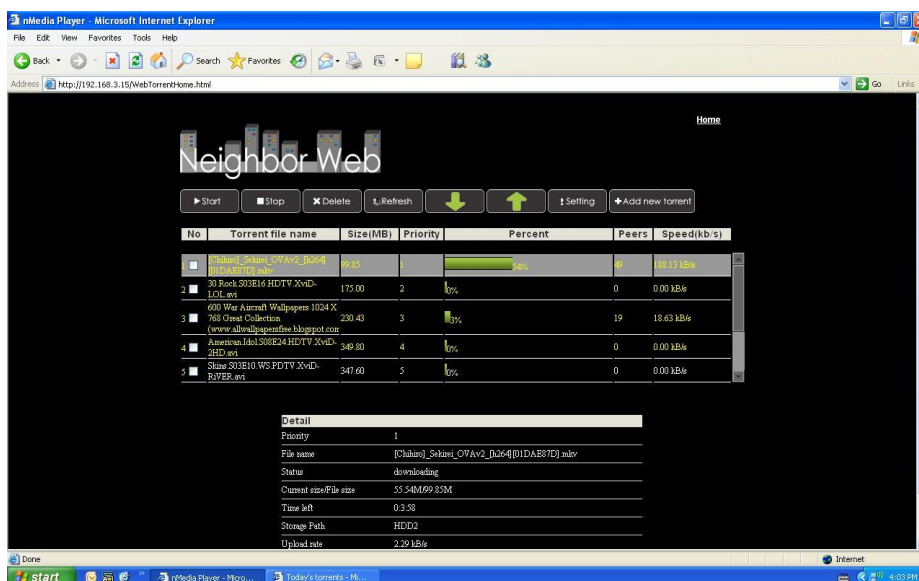 nMedia Player - Microsoft Internet Explorer
File Edit View Favorites Tools Help
Back Search Favorites
Address http://192.168.3.15/WebTorrentHome.html Go Links
Home
Neighbor Web
Start Stop Delete Refresh Setting Add new torrent
No Torrent file name Size(MB) Priority Percent Peers Speed(kb/s)
1 [Chihiro]_Sekirei_OVAv2_[h264] 99.85 1 54% 49 188.13 kB/s
[01DAE87D].mkv
2 30.Rock.S03E16.HDTV.XviD- 175.00 2 0% 0 0.00 kB/s
LOL.avi
600 War Aircraft Wallpapers 1024 X
3 768 Great Collection 230.43 3 3% 19 18.63 kB/s
(www.allwallpapersfree.blogspot.com
4 American.Idol.S08E24.HDTV.XviD- 349.80 4 0% 0 0.00 kB/s
2HD.avi
5 Skins.S03E10.WS.PDTV.XviD- 347.60 5 0% 0 0.00 kB/s
RiVER.avi
Detail
Priority 1
File name [Chihiro]_Sekirei_OVAv2_[h264][01DAE87D].mkv
Status downloading
Current size/File size 55.54M/99.85M
Time left 0:3:58
Storage Path HDD2
Upload rate 2.29 kB/s
Done Internet
start nMedia Player - Micro... Today's torrents - Mi... 4:03 PM